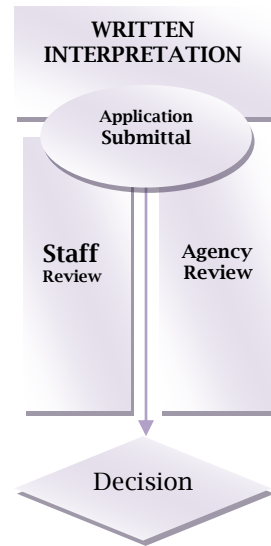 WRITTEN
INTERPRETATION
Application
Submittal
Staff
Review
Agency
Review
Decision